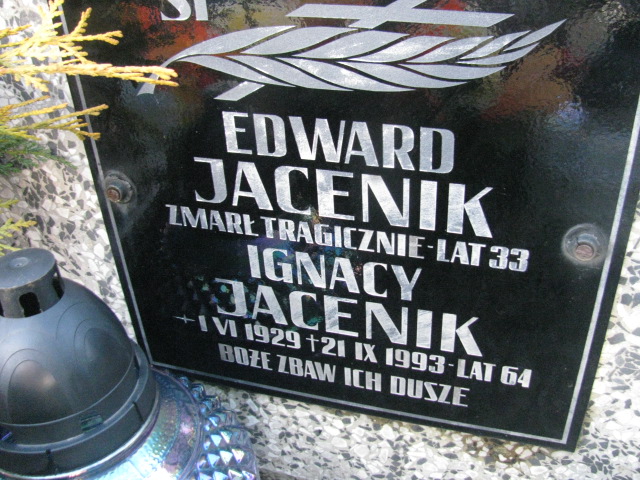 EDWARD
JACENIK
ZMARŁ TRAGICZNIE - LAT 33
IGNACY
JACENIK
+ 1 VI 1929 † 21 IX 1993 - LAT 64
BOŻE ZBAW ICH DUSZE